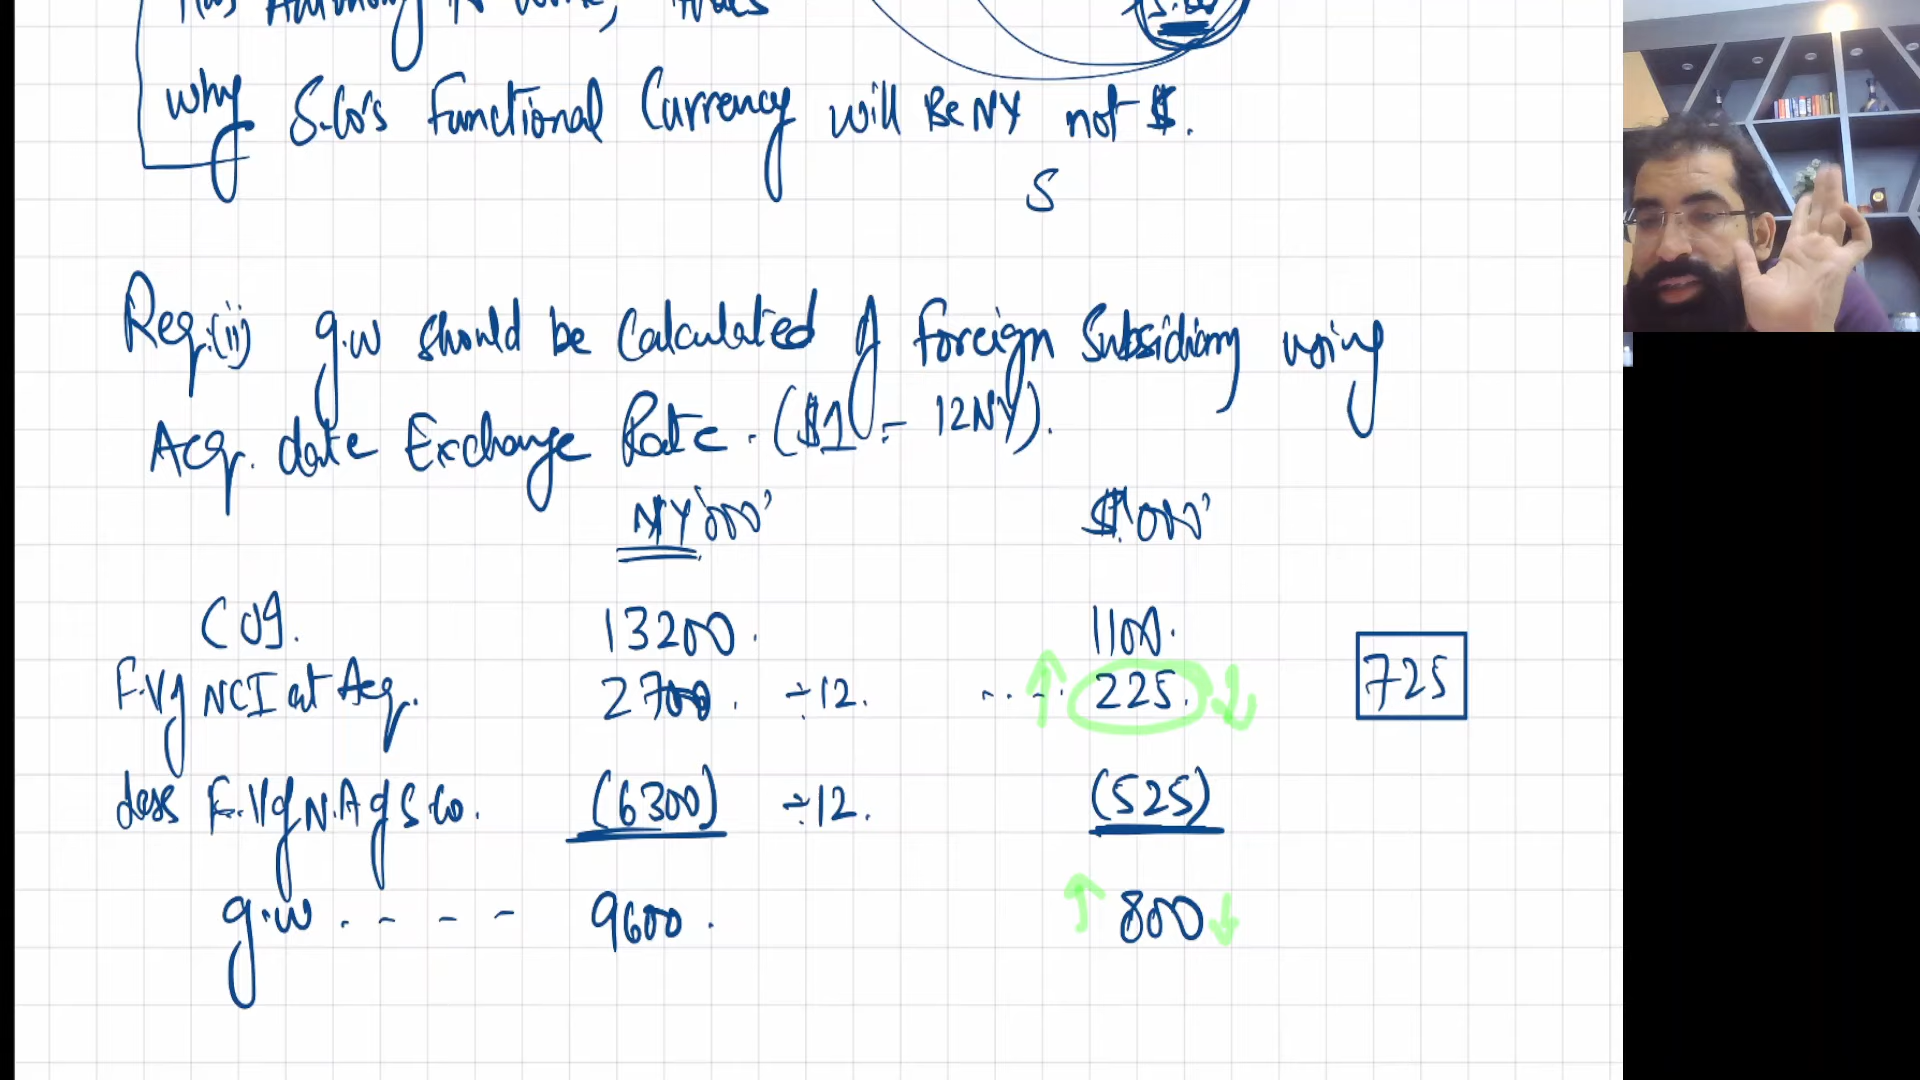 why S.Co's Functional Currency will Be NY not $.
S
Req:(ii) g.w should be Calculated of foreign Subsidiary using
Acq. date Exchange Rate. ($1 = 12NY).
NY'000' $'000'
COI. 13200. 1100.
F.V of NCI at Acq. 2700. ÷12. ..... 225. 725
Less F.V of N.A of S.Co. (6300) ÷12. (525)
g.w. - - - 9600. 800